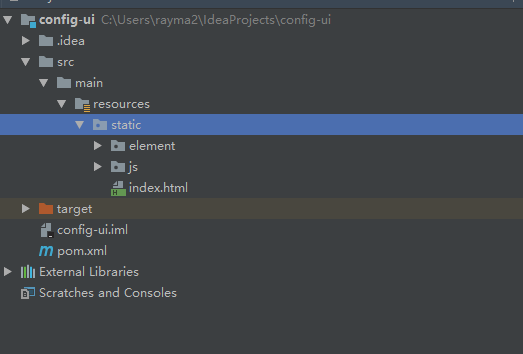 config-ui C:\Users\rayma2\IdeaProjects\config-ui
.idea
src
main
resources
static
element
js
index.html
target
config-ui.iml
pom.xml
External Libraries
Scratches and Consoles